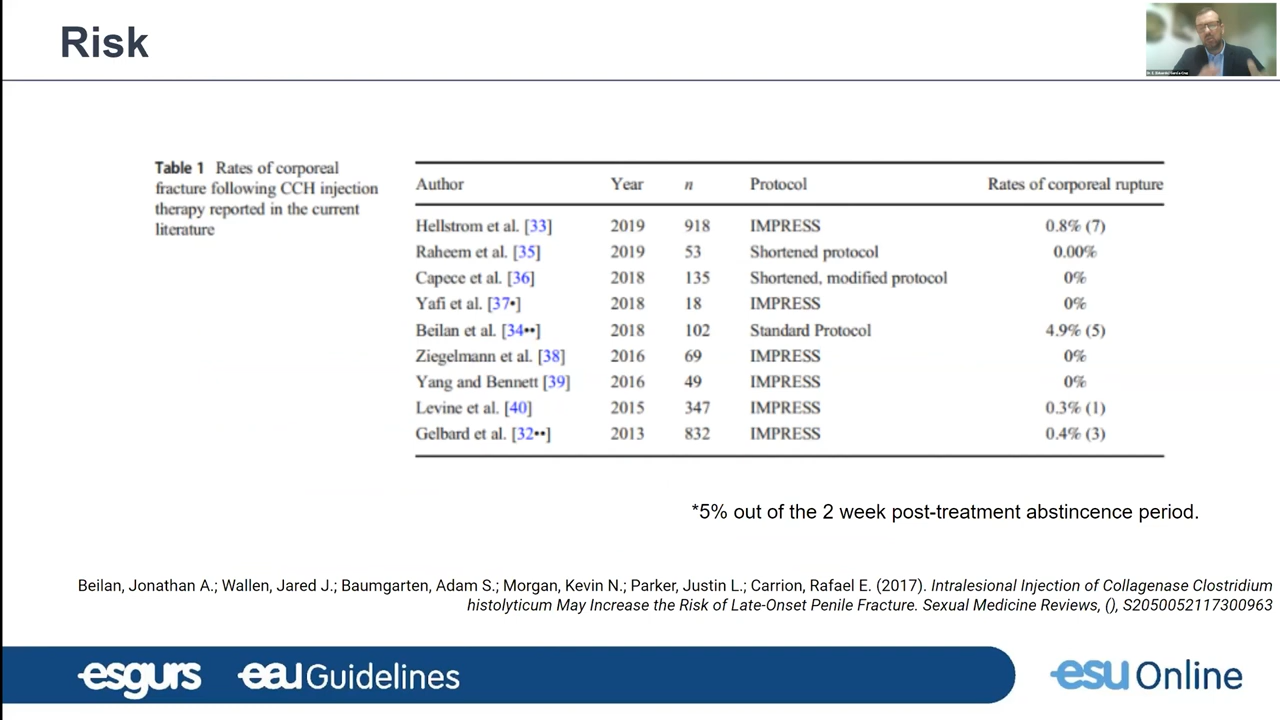 Risk
Table 1 Rates of corporeal
fracture following CCH injection
therapy reported in the current
literature
Author Year n Protocol Rates of corporeal rupture
Hellstrom et al. [33] 2019 918 IMPRESS 0.8% (7)
Raheem et al. [35] 2019 53 Shortened protocol 0.00%
Capece et al. [36] 2018 135 Shortened, modified protocol 0%
Yafi et al. [37•] 2018 18 IMPRESS 0%
Beilan et al. [34••] 2018 102 Standard Protocol 4.9% (5)
Ziegelmann et al. [38] 2016 69 IMPRESS 0%
Yang and Bennett [39] 2016 49 IMPRESS 0%
Levine et al. [40] 2015 347 IMPRESS 0.3% (1)
Gelbard et al. [32••] 2013 832 IMPRESS 0.4% (3)
*5% out of the 2 week post-treatment abstincence period.
Beilan, Jonathan A.; Wallen, Jared J.; Baumgarten, Adam S.; Morgan, Kevin N.; Parker, Justin L.; Carrion, Rafael E. (2017). Intralesional Injection of Collagenase Clostridium
histolyticum May Increase the Risk of Late-Onset Penile Fracture. Sexual Medicine Reviews, (), S2050052117300963
esgurs eau Guidelines esu Online